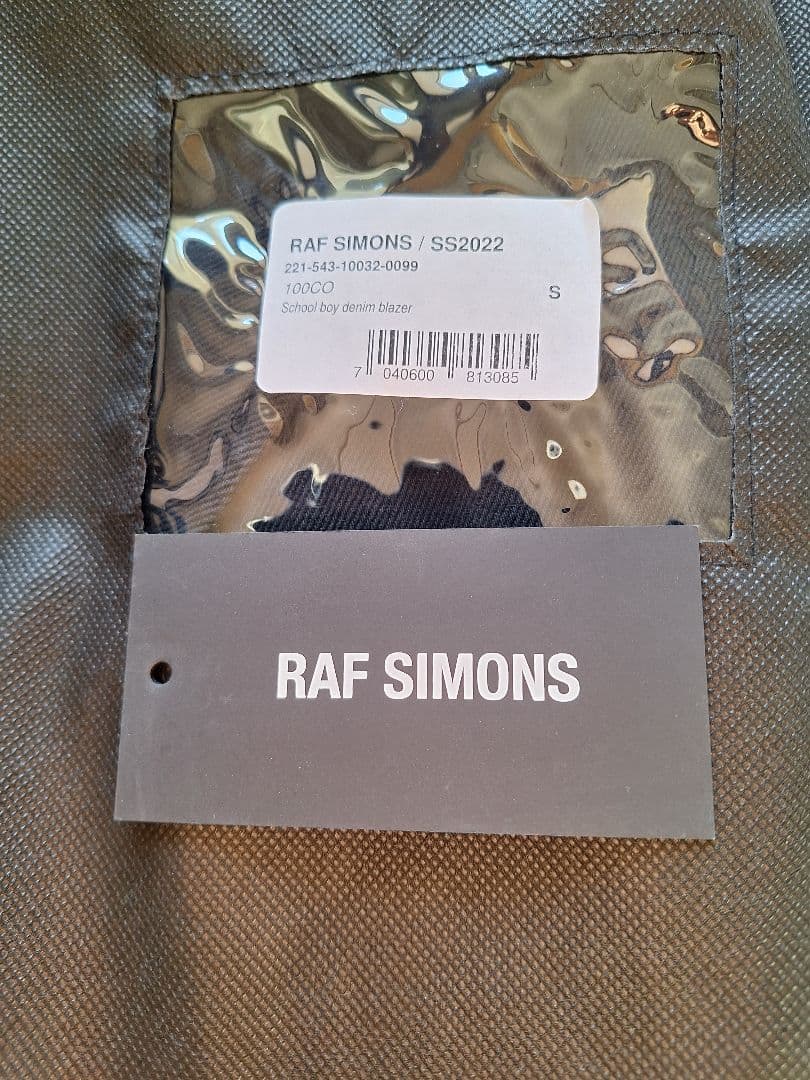 RAF SIMONS / SS2022
221-543-10032-0099
100CO
S
School boy denim blazer
7 040600 813085
RAF SIMONS